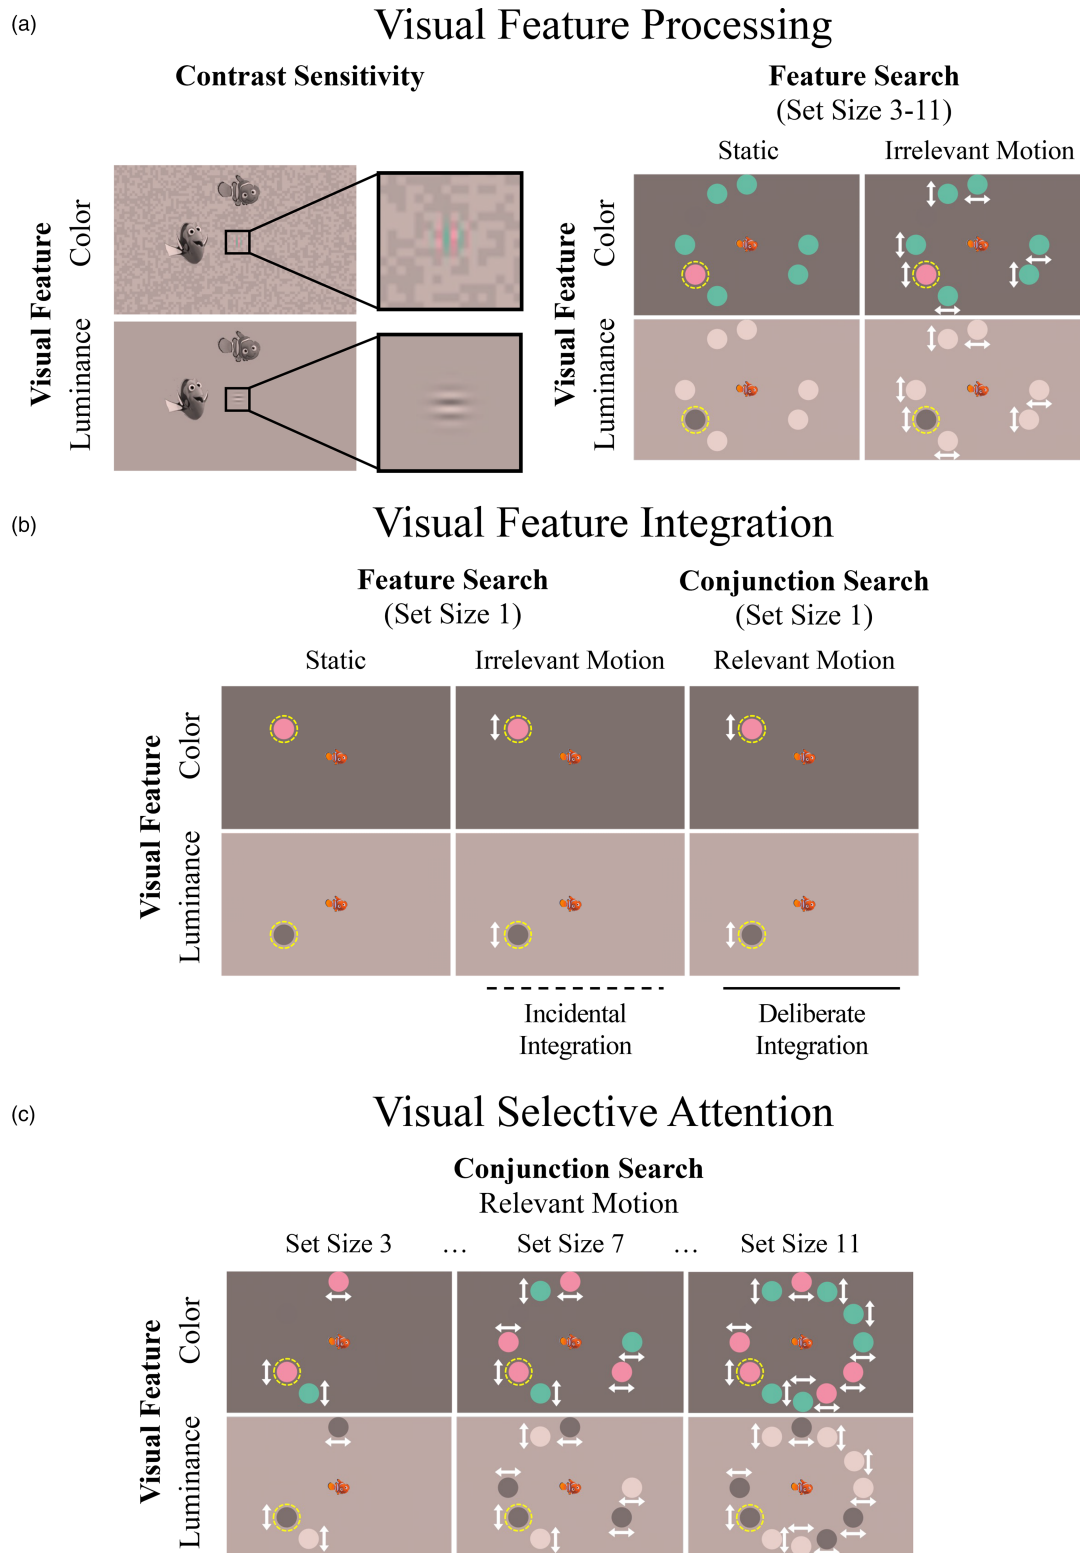 (a)
Visual Feature Processing
Contrast Sensitivity
Feature Search
(Set Size 3-11)
Static
Irrelevant Motion
Visual Feature
Color
Luminance
Visual Feature
Color
Luminance
(b)
Visual Feature Integration
Feature Search
(Set Size 1)
Conjunction Search
(Set Size 1)
Static
Irrelevant Motion
Relevant Motion
Visual Feature
Color
Luminance
Incidental
Integration
Deliberate
Integration
(c)
Visual Selective Attention
Conjunction Search
Relevant Motion
Set Size 3 … Set Size 7 … Set Size 11
Visual Feature
Color
Luminance